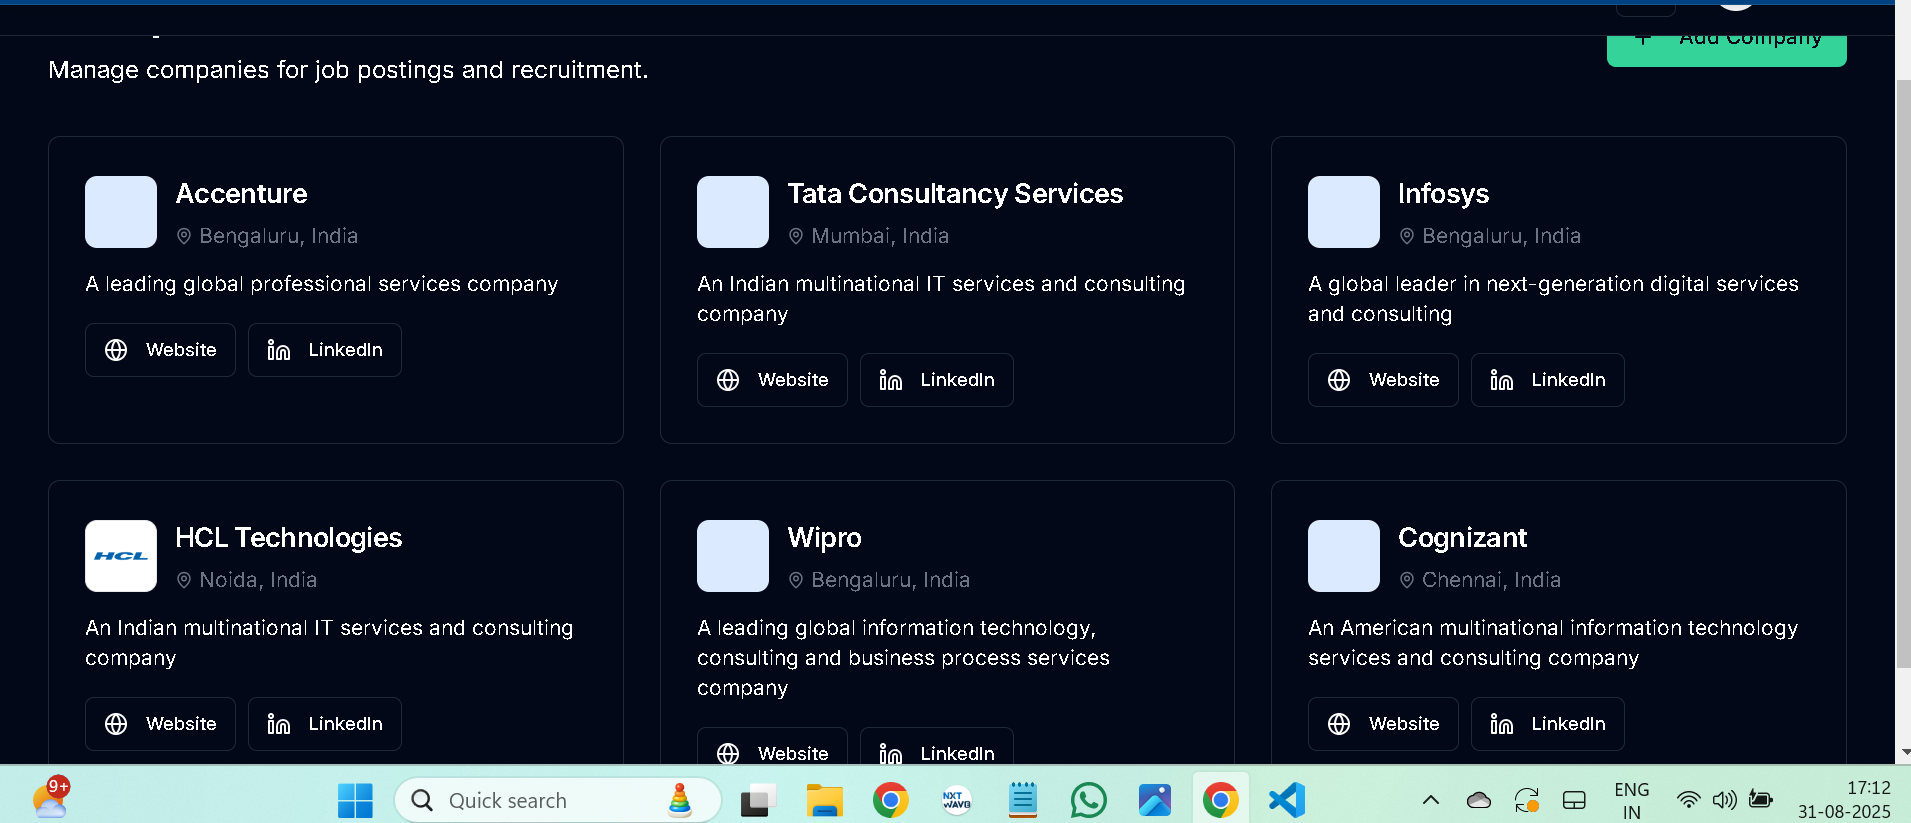 Add Company
Manage companies for job postings and recruitment.
Accenture
Bengaluru, India
A leading global professional services company
Website
LinkedIn
Tata Consultancy Services
Mumbai, India
An Indian multinational IT services and consulting
company
Website
LinkedIn
Infosys
Bengaluru, India
A global leader in next-generation digital services
and consulting
Website
LinkedIn
HCL
HCL Technologies
Noida, India
An Indian multinational IT services and consulting
company
Website
LinkedIn
Wipro
Bengaluru, India
A leading global information technology,
consulting and business process services
company
Website
LinkedIn
Cognizant
Chennai, India
An American multinational information technology
services and consulting company
Website
LinkedIn
9+
Quick search
NXT
WAVE
ENG
IN
17:12
31-08-2025